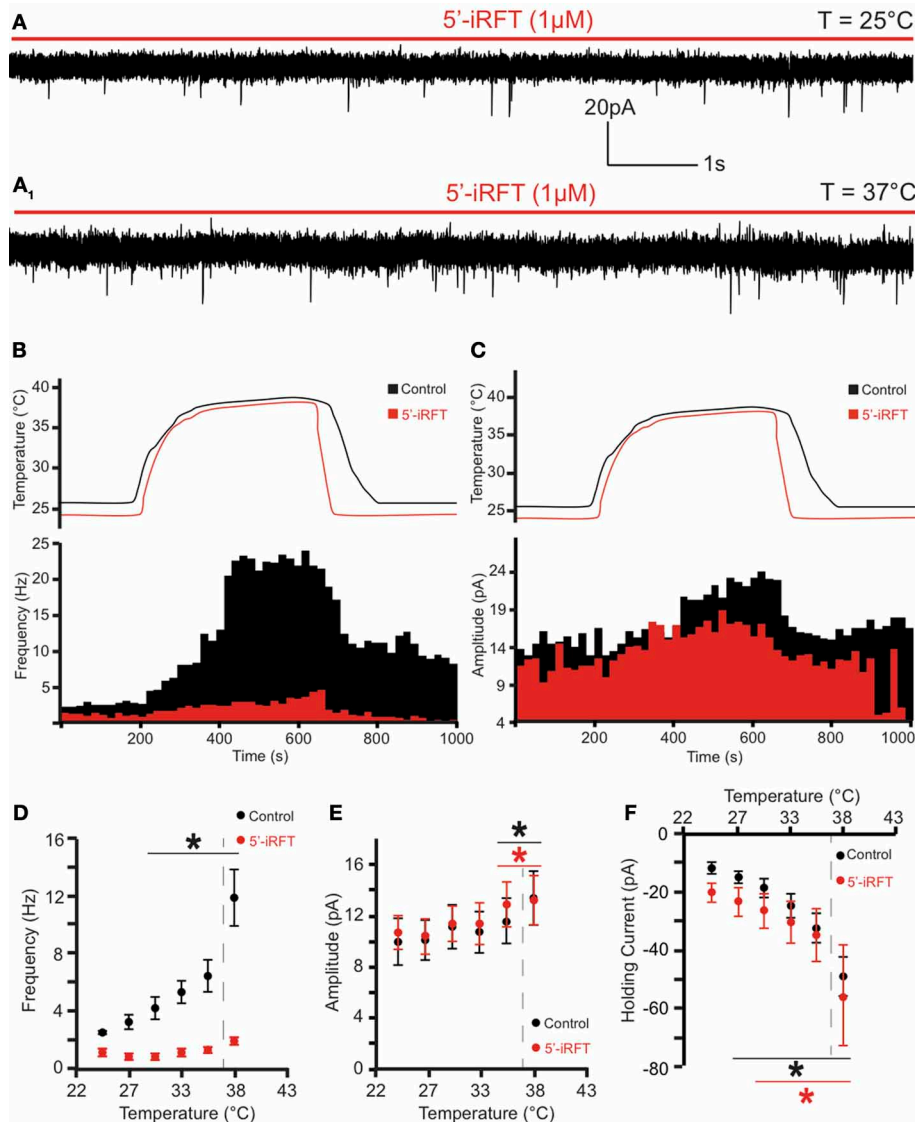 A
5'-iRFT (1µM)
T = 25°C
20pA
1s
A1
5'-iRFT (1µM)
T = 37°C
B
Temperature (°C)
40
35
30
25
Control
5'-iRFT
Frequency (Hz)
25
20
15
10
5
200
400
600
800
1000
Time (s)
C
Temperature (°C)
40
35
30
25
Control
5'-iRFT
Amplitiude (pA)
24
19
14
9
4
200
400
600
800
1000
Time (s)
D
Control
5'-iRFT
*
Frequency (Hz)
16
12
8
4
0
22
27
33
38
43
Temperature (°C)
E
*
*
Amplitude (pA)
16
12
8
4
0
Control
5'-iRFT
22
27
33
38
43
Temperature (°C)
F
Temperature (°C)
22
27
33
38
43
Holding Current (pA)
0
-20
-40
-60
-80
Control
5'-iRFT
*
*